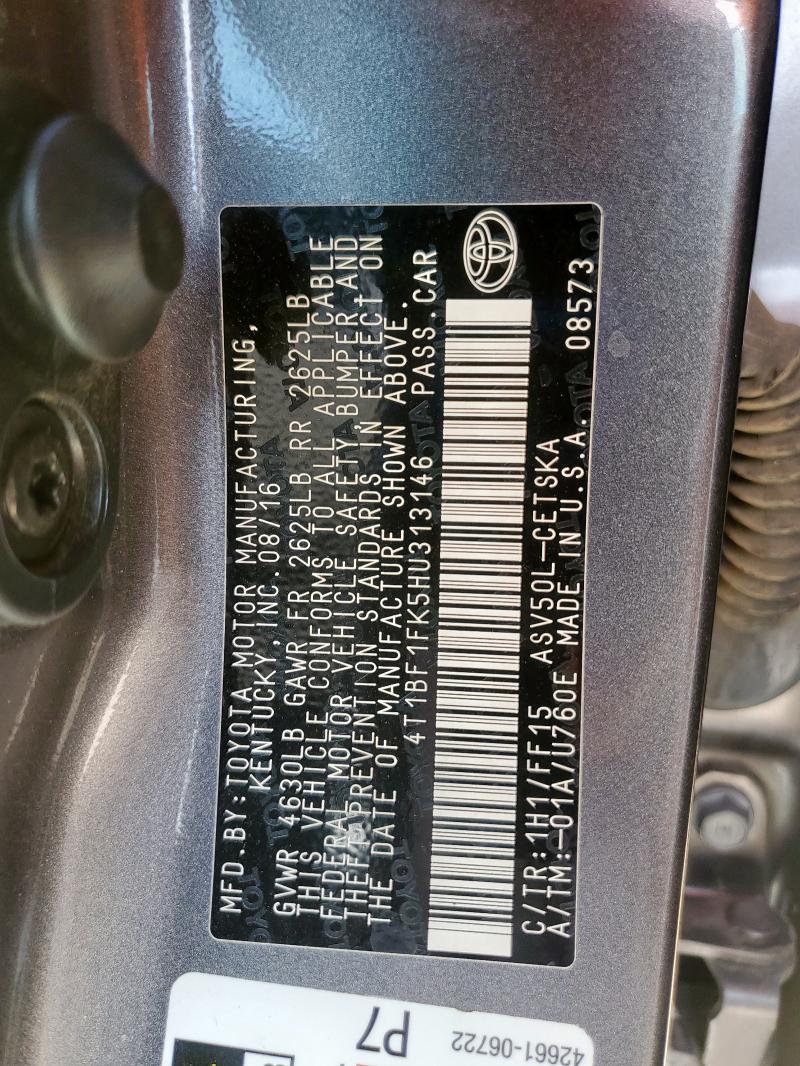 MFD.BY:TOYOTA MOTOR MANUFACTURING,
KENTUCKY,INC.08/16
GVWR 4630LB GAWR FR 2625LB RR 2625LB
THIS VEHICLE CONFORMS TO ALL APPLICABLE
FEDERAL MOTOR VEHICLE SAFETY,BUMPER,AND
THEFT PREVENTION STANDARDS IN EFFECT ON
THE DATE OF MANUFACTURE SHOWN ABOVE.
4T1BF1FK5HU313146 PASS.CAR
C/TR:1H1/FF15 ASV50L-CETSKA
A/TM:-01A/U760E MADE IN U.S.A. 08573
P7
42661-06722